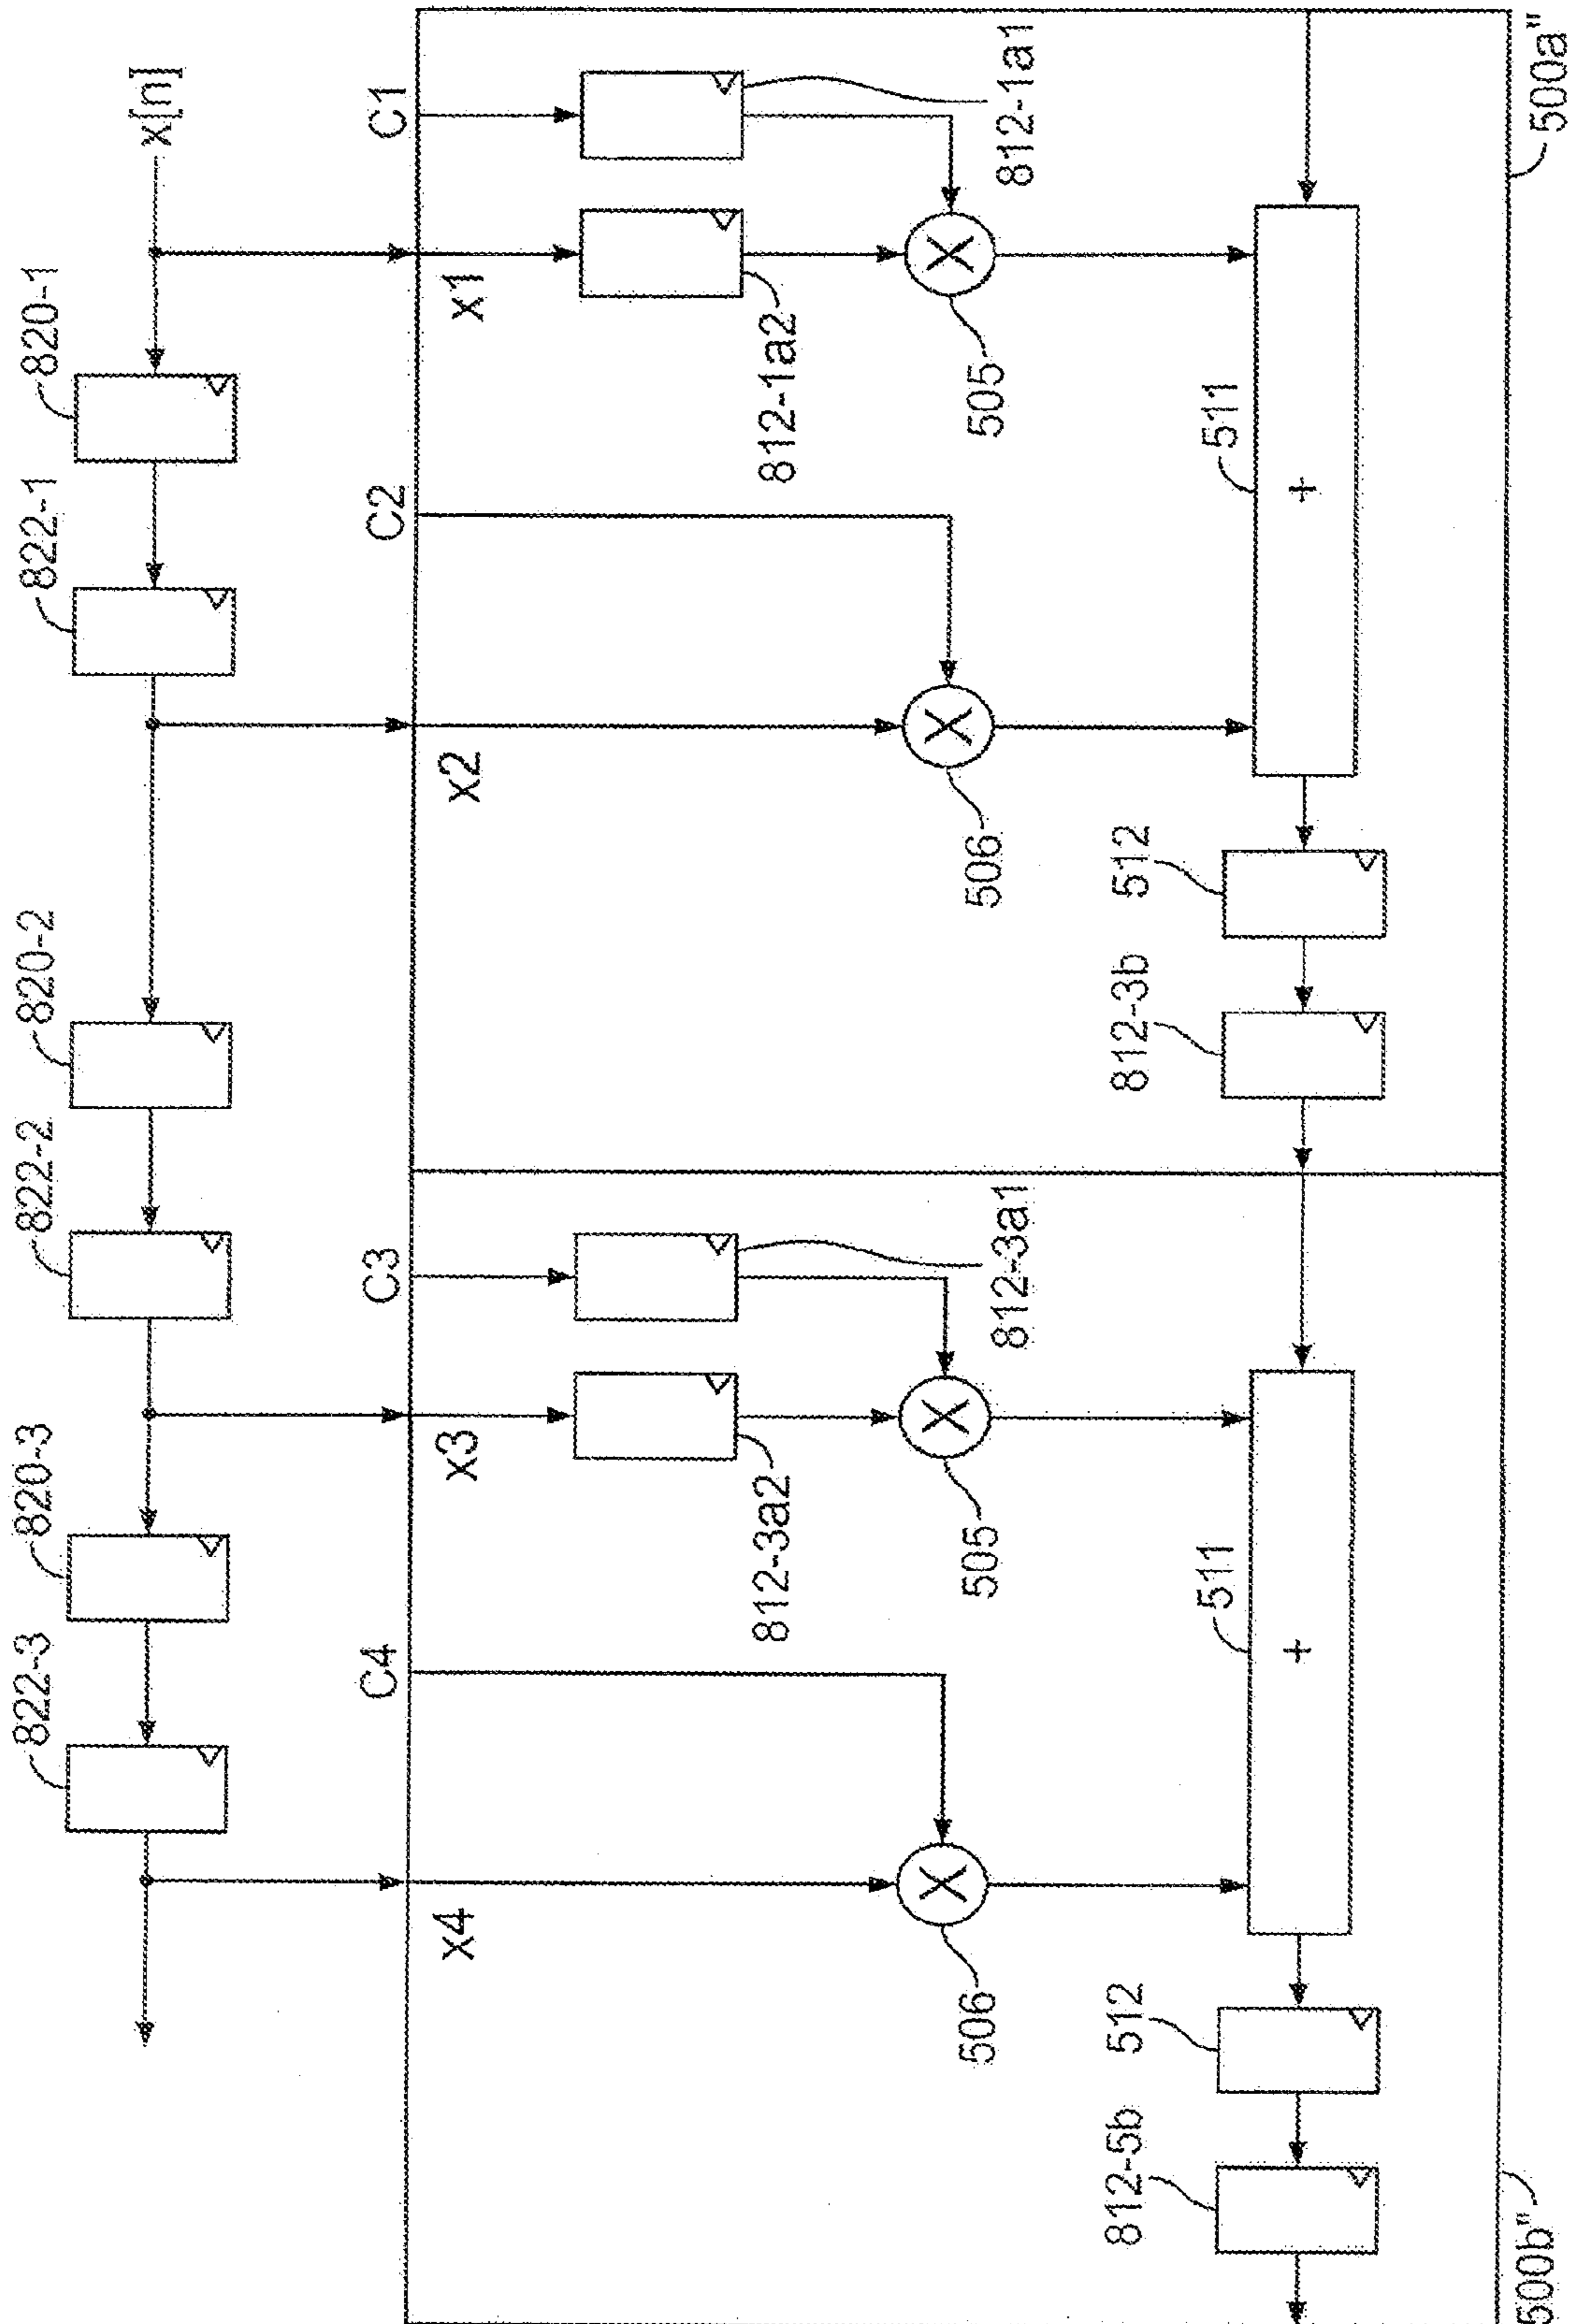 x[n]
820-1
822-1
820-2
822-2
820-3
822-3
C1
x1
C2
x2
C3
x3
C4
x4
812-1a1
812-1a2
X
505
X
506
511
+
512
812-3b
812-3a1
812-3a2
X
505
X
506
511
+
512
812-5b
500a"
500b"